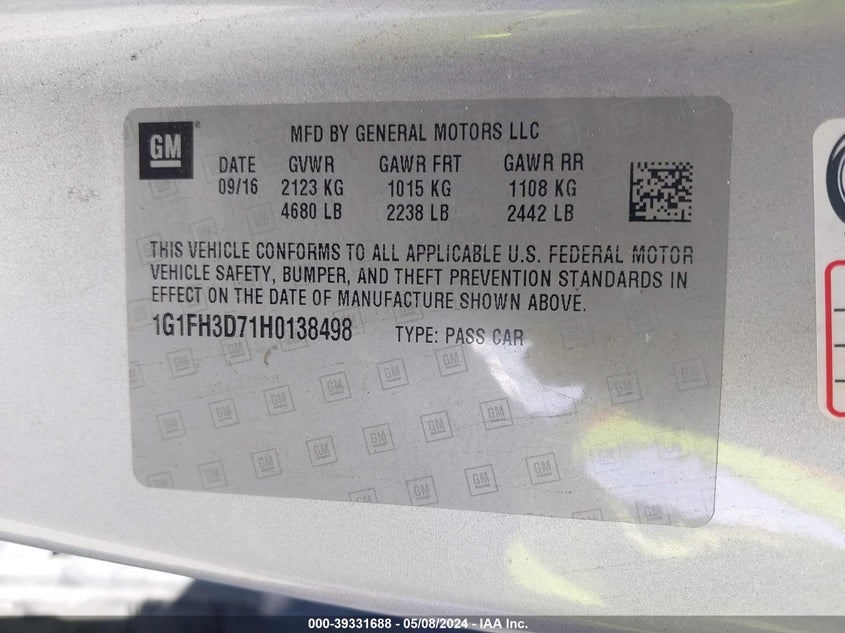 GM
MFD BY GENERAL MOTORS LLC
DATE GVWR GAWR FRT GAWR RR
09/16 2123 KG 1015 KG 1108 KG
4680 LB 2238 LB 2442 LB
THIS VEHICLE CONFORMS TO ALL APPLICABLE U.S. FEDERAL MOTOR
VEHICLE SAFETY, BUMPER, AND THEFT PREVENTION STANDARDS IN
EFFECT ON THE DATE OF MANUFACTURE SHOWN ABOVE.
1G1FH3D71H0138498 TYPE: PASS CAR
000-39331688 - 05/08/2024 - IAA Inc.